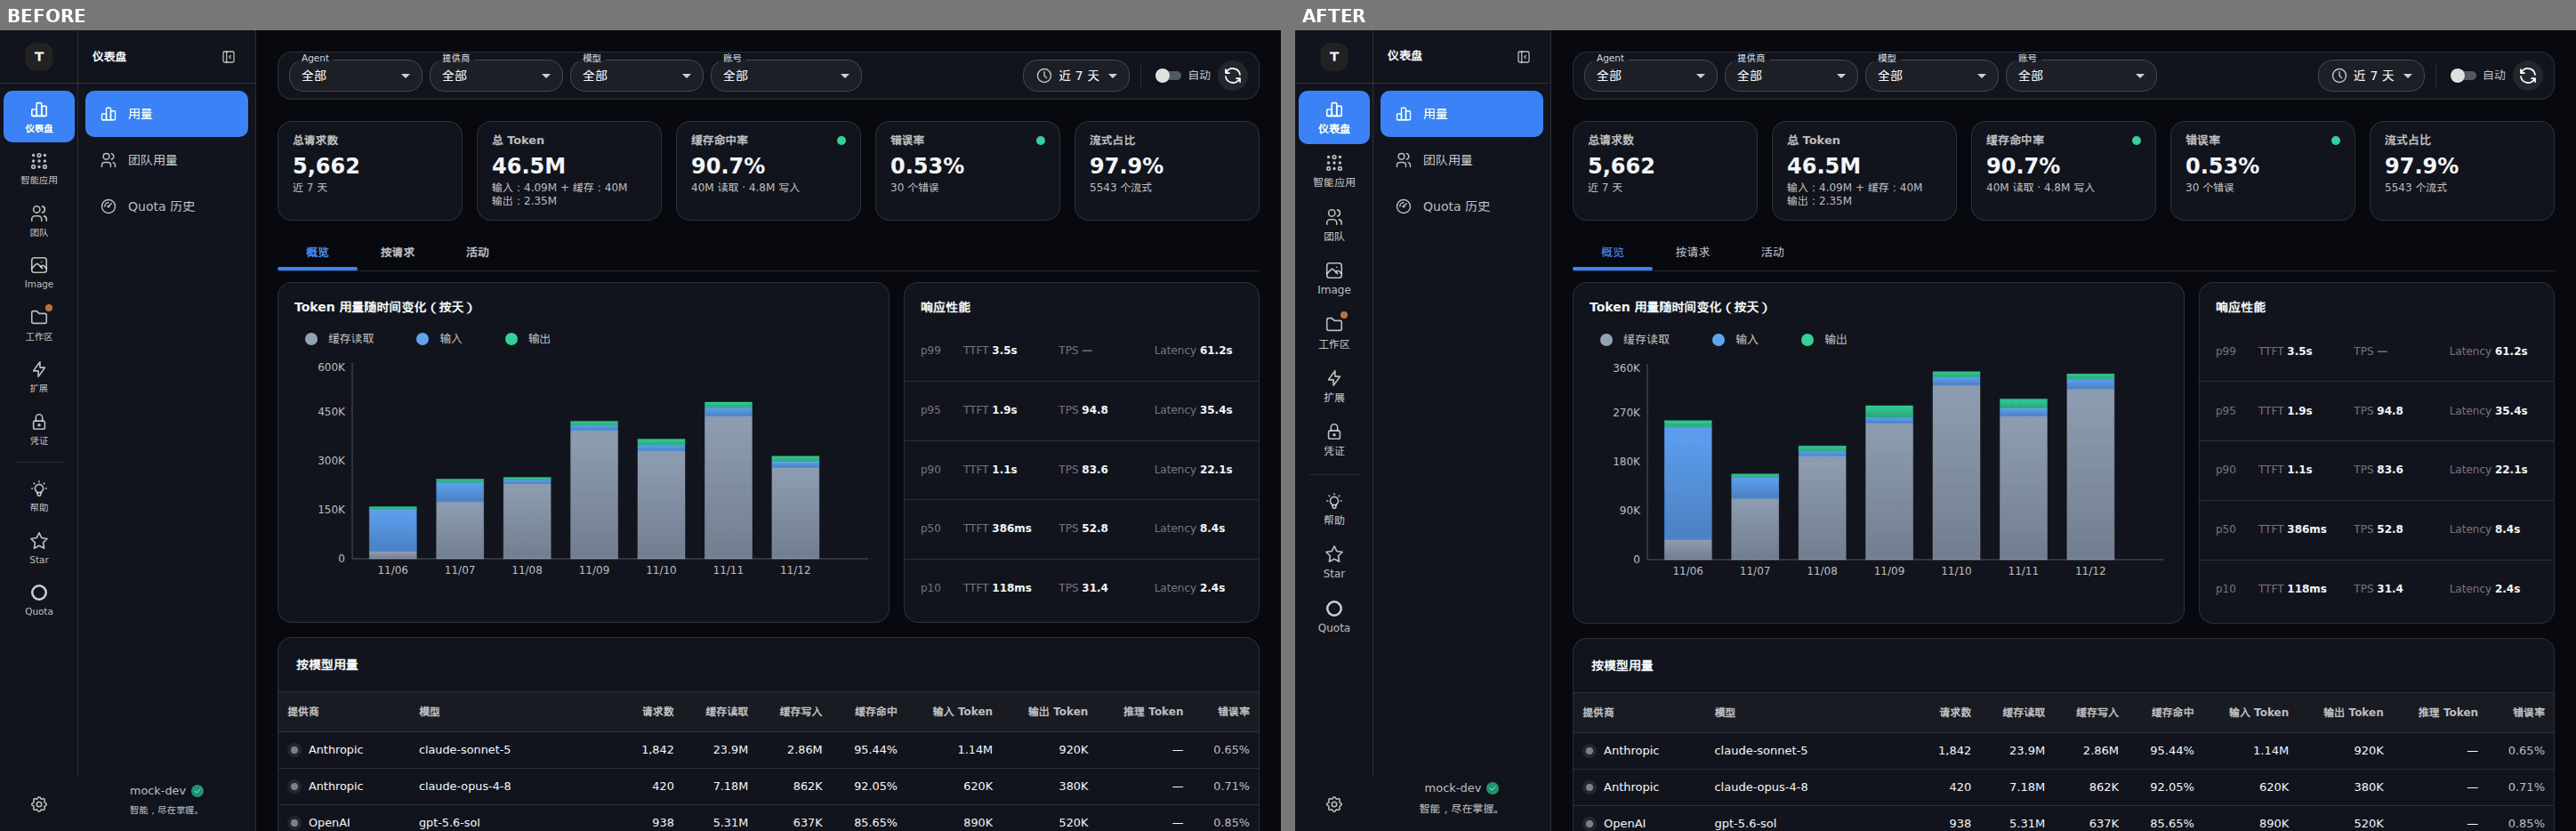 BEFORE
T
仪表盘
仪表盘
智能应用
团队
Image
工作区
扩展
凭证
帮助
Star
Quota
用量
团队用量
Quota 历史
mock-dev
智能，尽在掌握。
Agent 提供商 模型 账号
全部 全部 全部 全部 近 7 天 自动
总请求数 总 Token 缓存命中率 错误率 流式占比
5,662 46.5M 90.7% 0.53% 97.9%
近 7 天 输入：4.09M + 缓存：40M 40M 读取 · 4.8M 写入 30 个错误 5543 个流式
输出：2.35M
概览 按请求 活动
Token 用量随时间变化（按天）
缓存读取 输入 输出
600K
450K
300K
150K
0
11/06 11/07 11/08 11/09 11/10 11/11 11/12
响应性能
p99 TTFT 3.5s TPS — Latency 61.2s
p95 TTFT 1.9s TPS 94.8 Latency 35.4s
p90 TTFT 1.1s TPS 83.6 Latency 22.1s
p50 TTFT 386ms TPS 52.8 Latency 8.4s
p10 TTFT 118ms TPS 31.4 Latency 2.4s
按模型用量
提供商 模型 请求数 缓存读取 缓存写入 缓存命中 输入 Token 输出 Token 推理 Token 错误率
Anthropic claude-sonnet-5 1,842 23.9M 2.86M 95.44% 1.14M 920K — 0.65%
Anthropic claude-opus-4-8 420 7.18M 862K 92.05% 620K 380K — 0.71%
OpenAI gpt-5.6-sol 938 5.31M 637K 85.65% 890K 520K — 0.85%
AFTER
T
仪表盘
仪表盘
智能应用
团队
Image
工作区
扩展
凭证
帮助
Star
Quota
用量
团队用量
Quota 历史
mock-dev
智能，尽在掌握。
Agent 提供商 模型 账号
全部 全部 全部 全部 近 7 天 自动
总请求数 总 Token 缓存命中率 错误率 流式占比
5,662 46.5M 90.7% 0.53% 97.9%
近 7 天 输入：4.09M + 缓存：40M 40M 读取 · 4.8M 写入 30 个错误 5543 个流式
输出：2.35M
概览 按请求 活动
Token 用量随时间变化（按天）
缓存读取 输入 输出
360K
270K
180K
90K
0
11/06 11/07 11/08 11/09 11/10 11/11 11/12
响应性能
p99 TTFT 3.5s TPS — Latency 61.2s
p95 TTFT 1.9s TPS 94.8 Latency 35.4s
p90 TTFT 1.1s TPS 83.6 Latency 22.1s
p50 TTFT 386ms TPS 52.8 Latency 8.4s
p10 TTFT 118ms TPS 31.4 Latency 2.4s
按模型用量
提供商 模型 请求数 缓存读取 缓存写入 缓存命中 输入 Token 输出 Token 推理 Token 错误率
Anthropic claude-sonnet-5 1,842 23.9M 2.86M 95.44% 1.14M 920K — 0.65%
Anthropic claude-opus-4-8 420 7.18M 862K 92.05% 620K 380K — 0.71%
OpenAI gpt-5.6-sol 938 5.31M 637K 85.65% 890K 520K — 0.85%